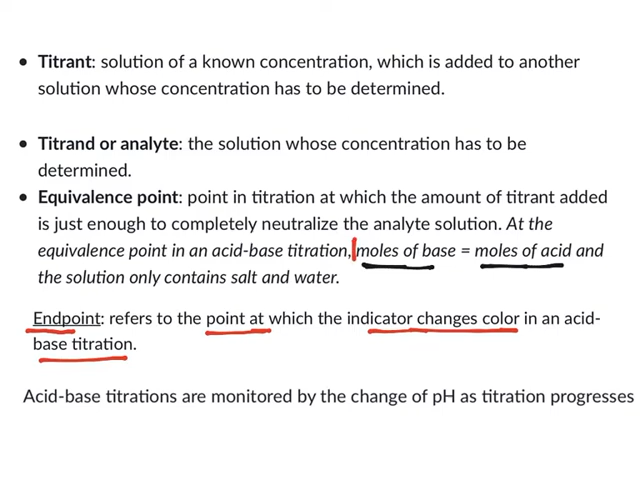 • Titrant: solution of a known concentration, which is added to another
solution whose concentration has to be determined.
• Titrand or analyte: the solution whose concentration has to be
determined.
• Equivalence point: point in titration at which the amount of titrant added
is just enough to completely neutralize the analyte solution. At the
equivalence point in an acid-base titration, moles of base = moles of acid and
the solution only contains salt and water.
Endpoint: refers to the point at which the indicator changes color in an acid-
base titration.
Acid-base titrations are monitored by the change of pH as titration progresses